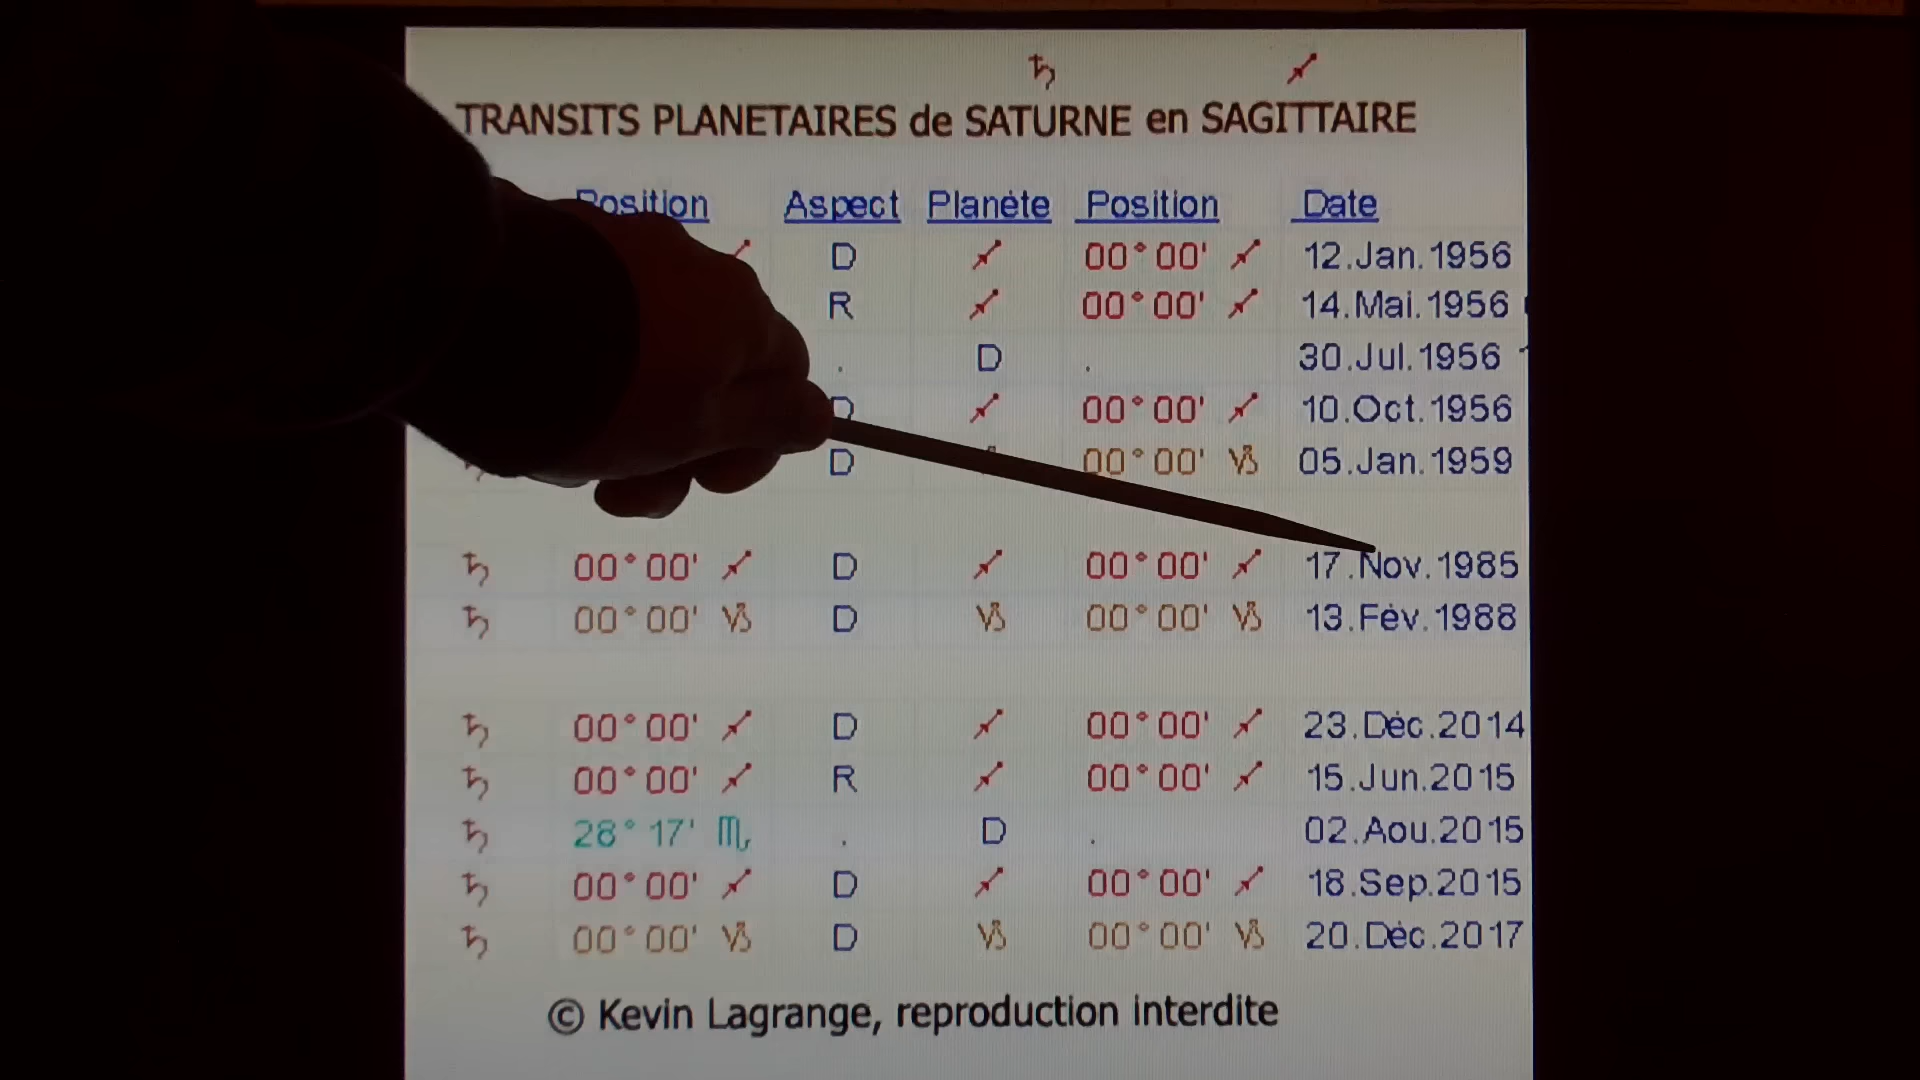 ♄ ♐
TRANSITS PLANETAIRES de SATURNE en SAGITTAIRE
Position Aspect Planète Position Date
♐ D ♐ 00°00' ♐ 12.Jan.1956
R ♐ 00°00' ♐ 14.Mai.1956
. D . 30.Jul.1956
D ♐ 00°00' ♐ 10.Oct.1956
♄ D 00°00' ♑ 05.Jan.1959
♄ 00°00' ♐ D ♐ 00°00' ♐ 17.Nov.1985
♄ 00°00' ♑ D ♑ 00°00' ♑ 13.Fév.1988
♄ 00°00' ♐ D ♐ 00°00' ♐ 23.Déc.2014
♄ 00°00' ♐ R ♐ 00°00' ♐ 15.Jun.2015
♄ 28°17' ♏ . D . 02.Aou.2015
♄ 00°00' ♐ D ♐ 00°00' ♐ 18.Sep.2015
♄ 00°00' ♑ D ♑ 00°00' ♑ 20.Déc.2017
© Kevin Lagrange, reproduction interdite